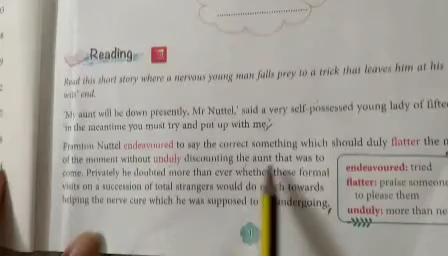 Reading
Read this short story where a nervous young man falls prey to a trick that leaves him at his
wits' end.
'My aunt will be down presently, Mr Nuttel,' said a very self-possessed young lady of fifte
'in the meantime you must try and put up with me.'
Framton Nuttel endeavoured to say the correct something which should duly flatter the n
of the moment without unduly discounting the aunt that was to
come. Privately he doubted more than ever whether these formal
visits on a succession of total strangers would do towards
helping the nerve cure which he was supposed to undergoing,
endeavoured: tried
flatter: praise someon
to please them
unduly: more than ne